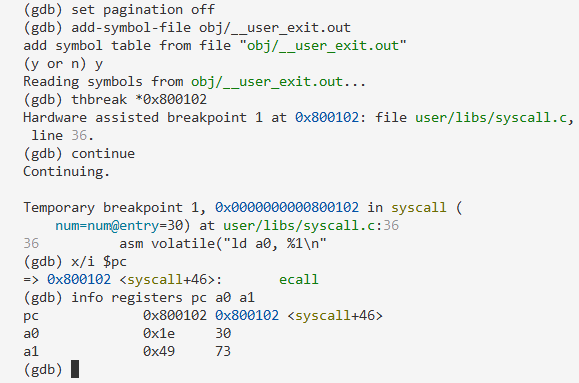 (gdb) set pagination off
(gdb) add-symbol-file obj/__user_exit.out
add symbol table from file "obj/__user_exit.out"
(y or n) y
Reading symbols from obj/__user_exit.out...
(gdb) thbreak *0x800102
Hardware assisted breakpoint 1 at 0x800102: file user/libs/syscall.c,
 line 36.
(gdb) continue
Continuing.

Temporary breakpoint 1, 0x0000000000800102 in syscall (
    num=num@entry=30) at user/libs/syscall.c:36
36          asm volatile("ld a0, %1\n"
(gdb) x/i $pc
=> 0x800102 <syscall+46>:       ecall
(gdb) info registers pc a0 a1
pc             0x800102 0x800102 <syscall+46>
a0             0x1e     30
a1             0x49     73
(gdb)